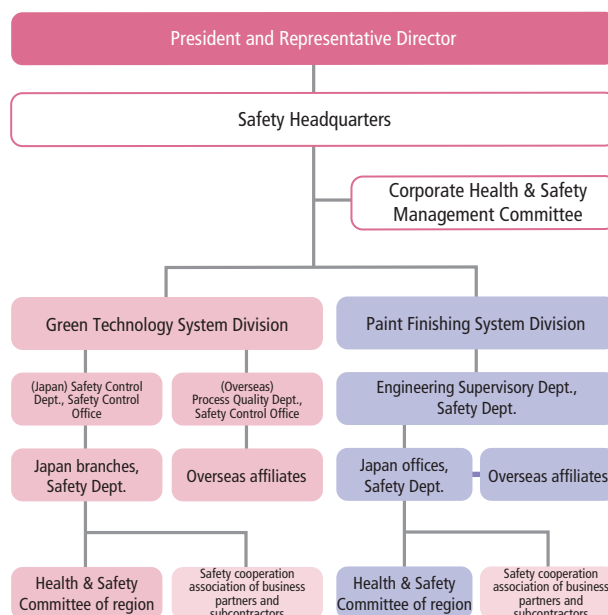 President and Representative Director
Safety Headquarters
Corporate Health & Safety
Management Committee
Green Technology System Division
Paint Finishing System Division
(Japan) Safety Control
Dept., Safety Control
Office
(Overseas)
Process Quality Dept.,
Safety Control Office
Engineering Supervisory Dept.,
Safety Dept.
Japan branches,
Safety Dept.
Overseas affiliates
Japan offices,
Safety Dept.
Overseas affiliates
Health & Safety
Committee of region
Safety cooperation
association of business
partners and
subcontractors
Health & Safety
Committee of region
Safety cooperation
association of business
partners and
subcontractors